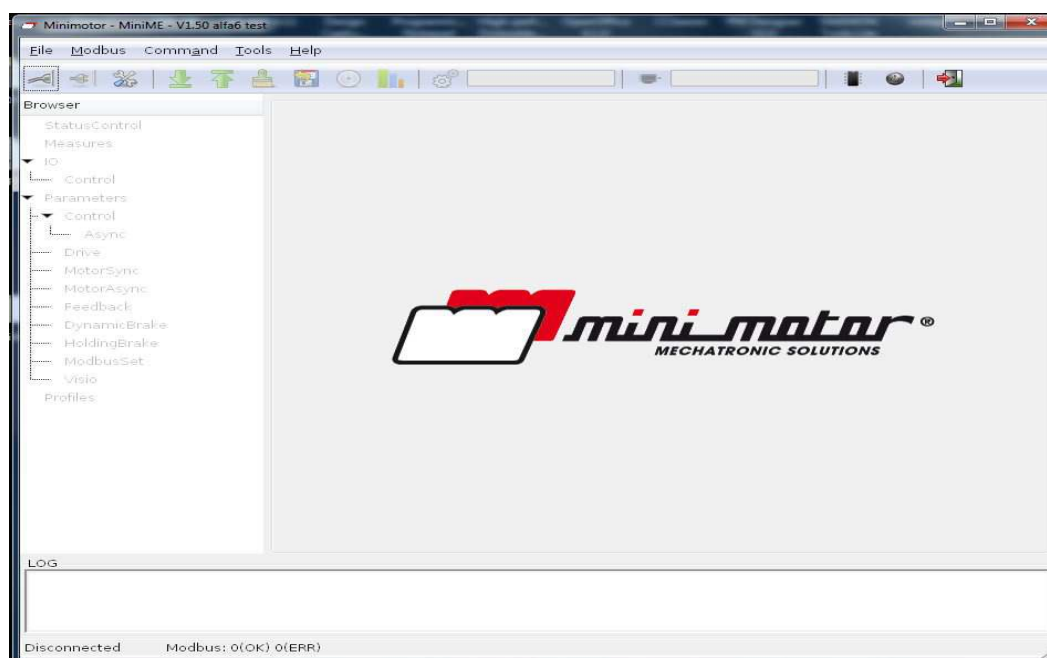 Minimotor - MiniME - V1.50 alfa6 test
File Modbus Command Tools Help
Browser
StatusControl
Measures
IO
Control
Parameters
Control
Async
Drive
MotorSync
MotorAsync
Feedback
DynamicBrake
HoldingBrake
ModbusSet
Visio
Profiles
mini motor ®
MECHATRONIC SOLUTIONS
LOG
Disconnected Modbus: 0(OK) 0(ERR)